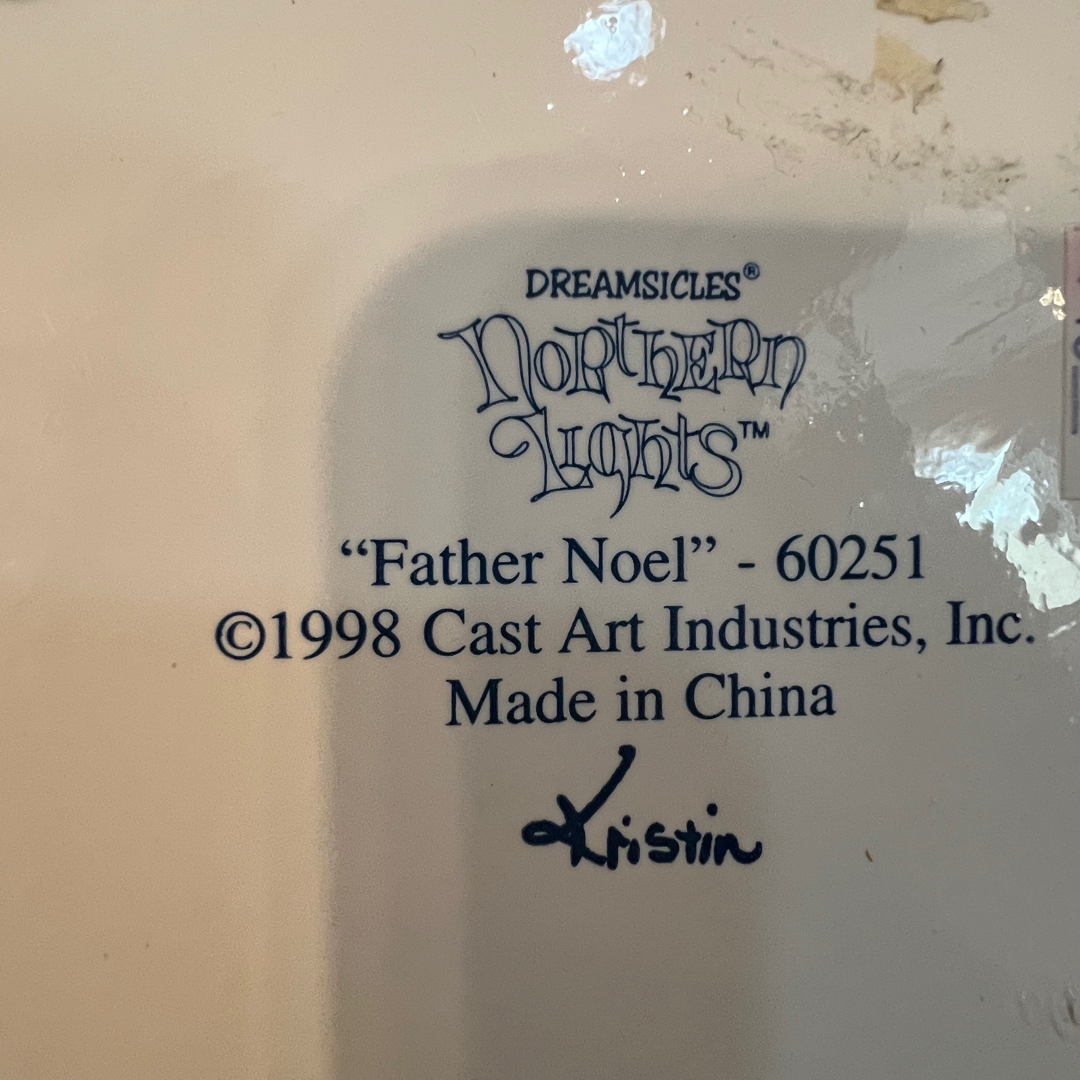 DREAMSICLES®
Northern
Lights™
“Father Noel” - 60251
©1998 Cast Art Industries, Inc.
Made in China
Kristin